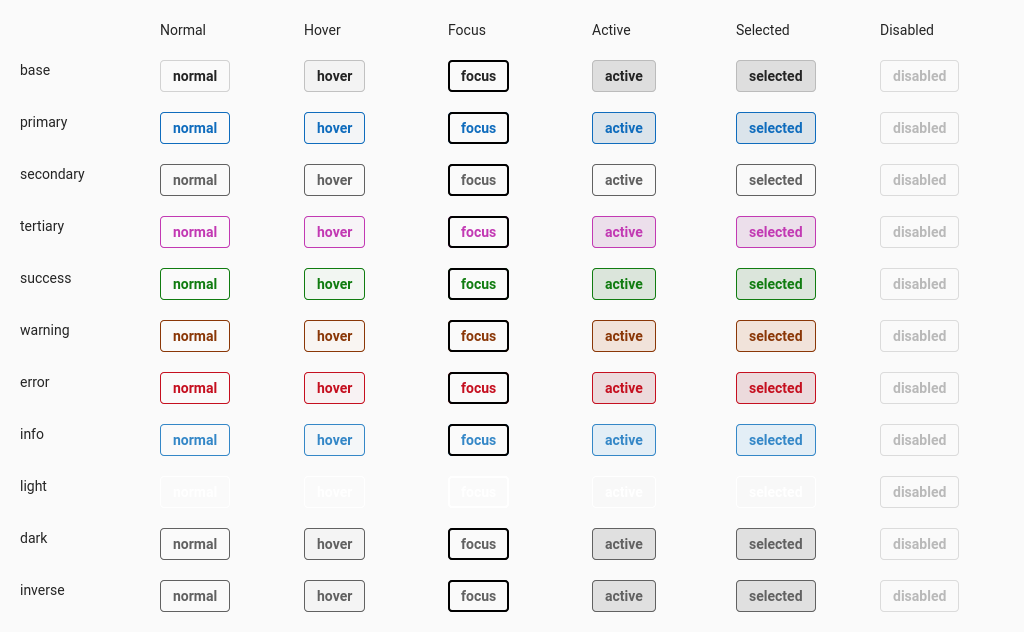 Normal Hover Focus Active Selected Disabled
base normal hover focus active selected disabled
primary normal hover focus active selected disabled
secondary normal hover focus active selected disabled
tertiary normal hover focus active selected disabled
success normal hover focus active selected disabled
warning normal hover focus active selected disabled
error normal hover focus active selected disabled
info normal hover focus active selected disabled
light normal hover focus active selected disabled
dark normal hover focus active selected disabled
inverse normal hover focus active selected disabled